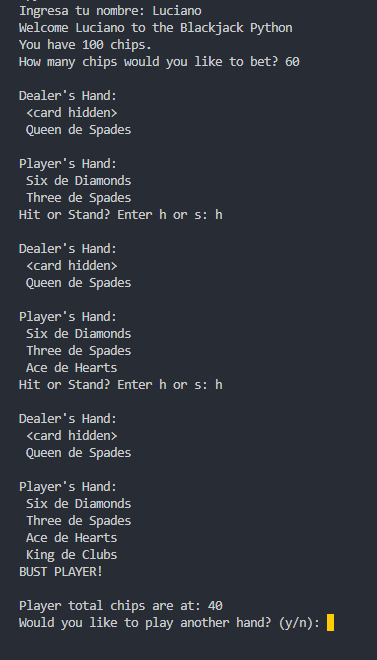 Ingresa tu nombre: Luciano
Welcome Luciano to the Blackjack Python
You have 100 chips.
How many chips would you like to bet? 60
Dealer's Hand:
<card hidden>
Queen de Spades
Player's Hand:
Six de Diamonds
Three de Spades
Hit or Stand? Enter h or s: h
Dealer's Hand:
<card hidden>
Queen de Spades
Player's Hand:
Six de Diamonds
Three de Spades
Ace de Hearts
Hit or Stand? Enter h or s: h
Dealer's Hand:
<card hidden>
Queen de Spades
Player's Hand:
Six de Diamonds
Three de Spades
Ace de Hearts
King de Clubs
BUST PLAYER!
Player total chips are at: 40
Would you like to play another hand? (y/n):